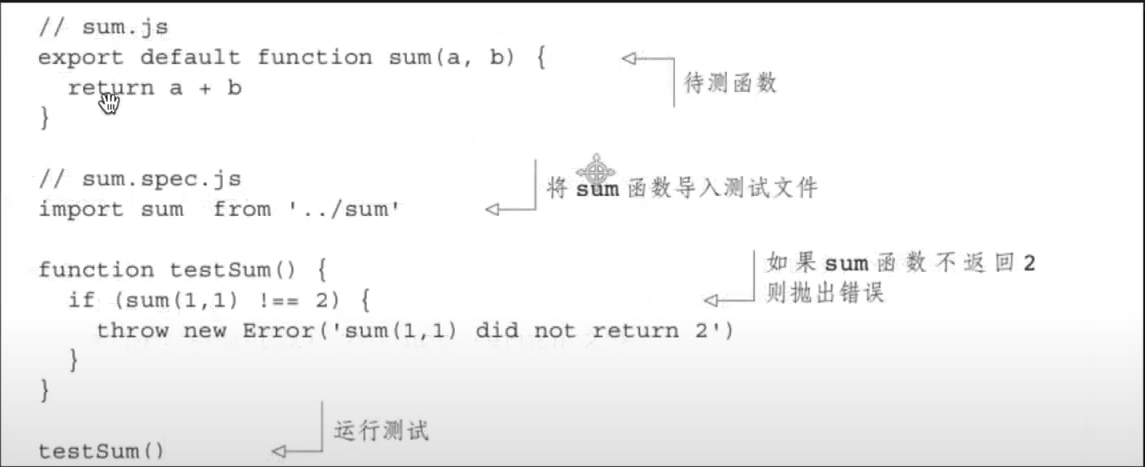 // sum.js
export default function sum(a, b) {
待测函数
return a + b
}
// sum.spec.js
将 sum 函数导入测试文件
import sum  from '../sum'
function testSum() {
如果 sum 函数不返回 2
则抛出错误
if (sum(1,1) !== 2) {
throw new Error('sum(1,1) did not return 2')
}
}
运行测试
testSum()